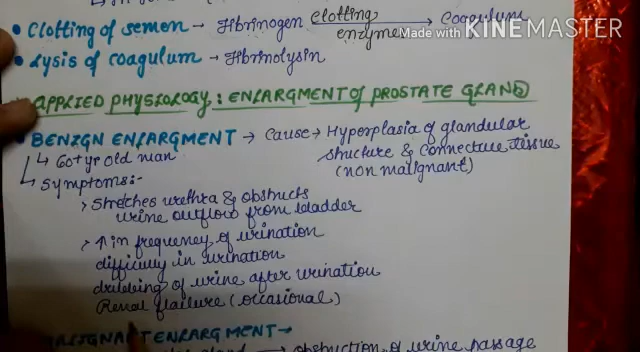 • Clotting of semen → Fibrinogen Clotting enzyme → Coagulum
Made with KINEMASTER
• Lysis of coagulum → Fibrinolysin
APPLIED PHYSIOLOGY: ENLARGMENT of PROSTATE GLAND
• BENIGN ENLARGMENT → Cause → Hyperplasia of glandular
structure & connective tissue
(non malignant)
↳ 60+ yr old man
↳ Symptoms:-
> Stretches urethra & obstructs
urine outflow from bladder
> ↑ in frequency of urination
difficulty in urination
dribbling of urine after urination
Renal failure (occasional)
ENLARGMENT →
→ obstruction of urine passage